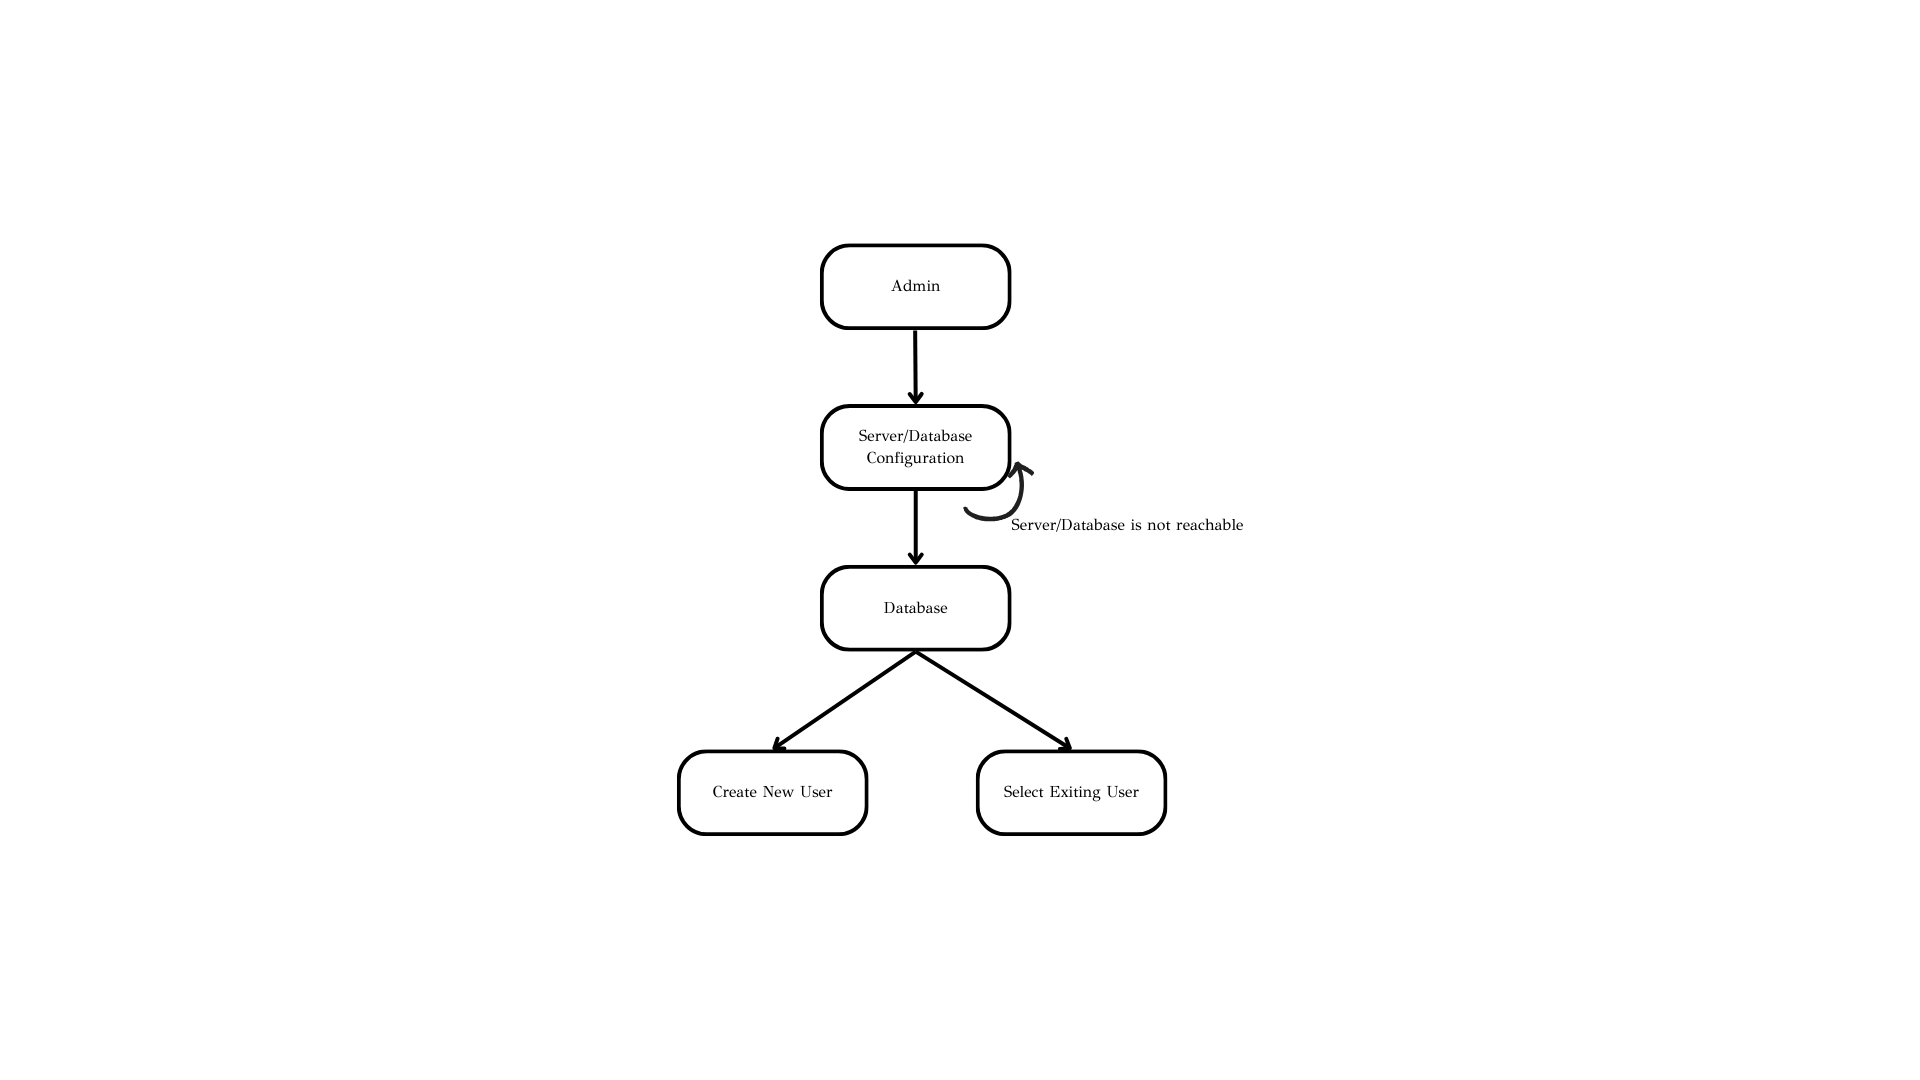 Admin
Server/Database
Configuration
Server/Database is not reachable
Database
Create New User
Select Exiting User